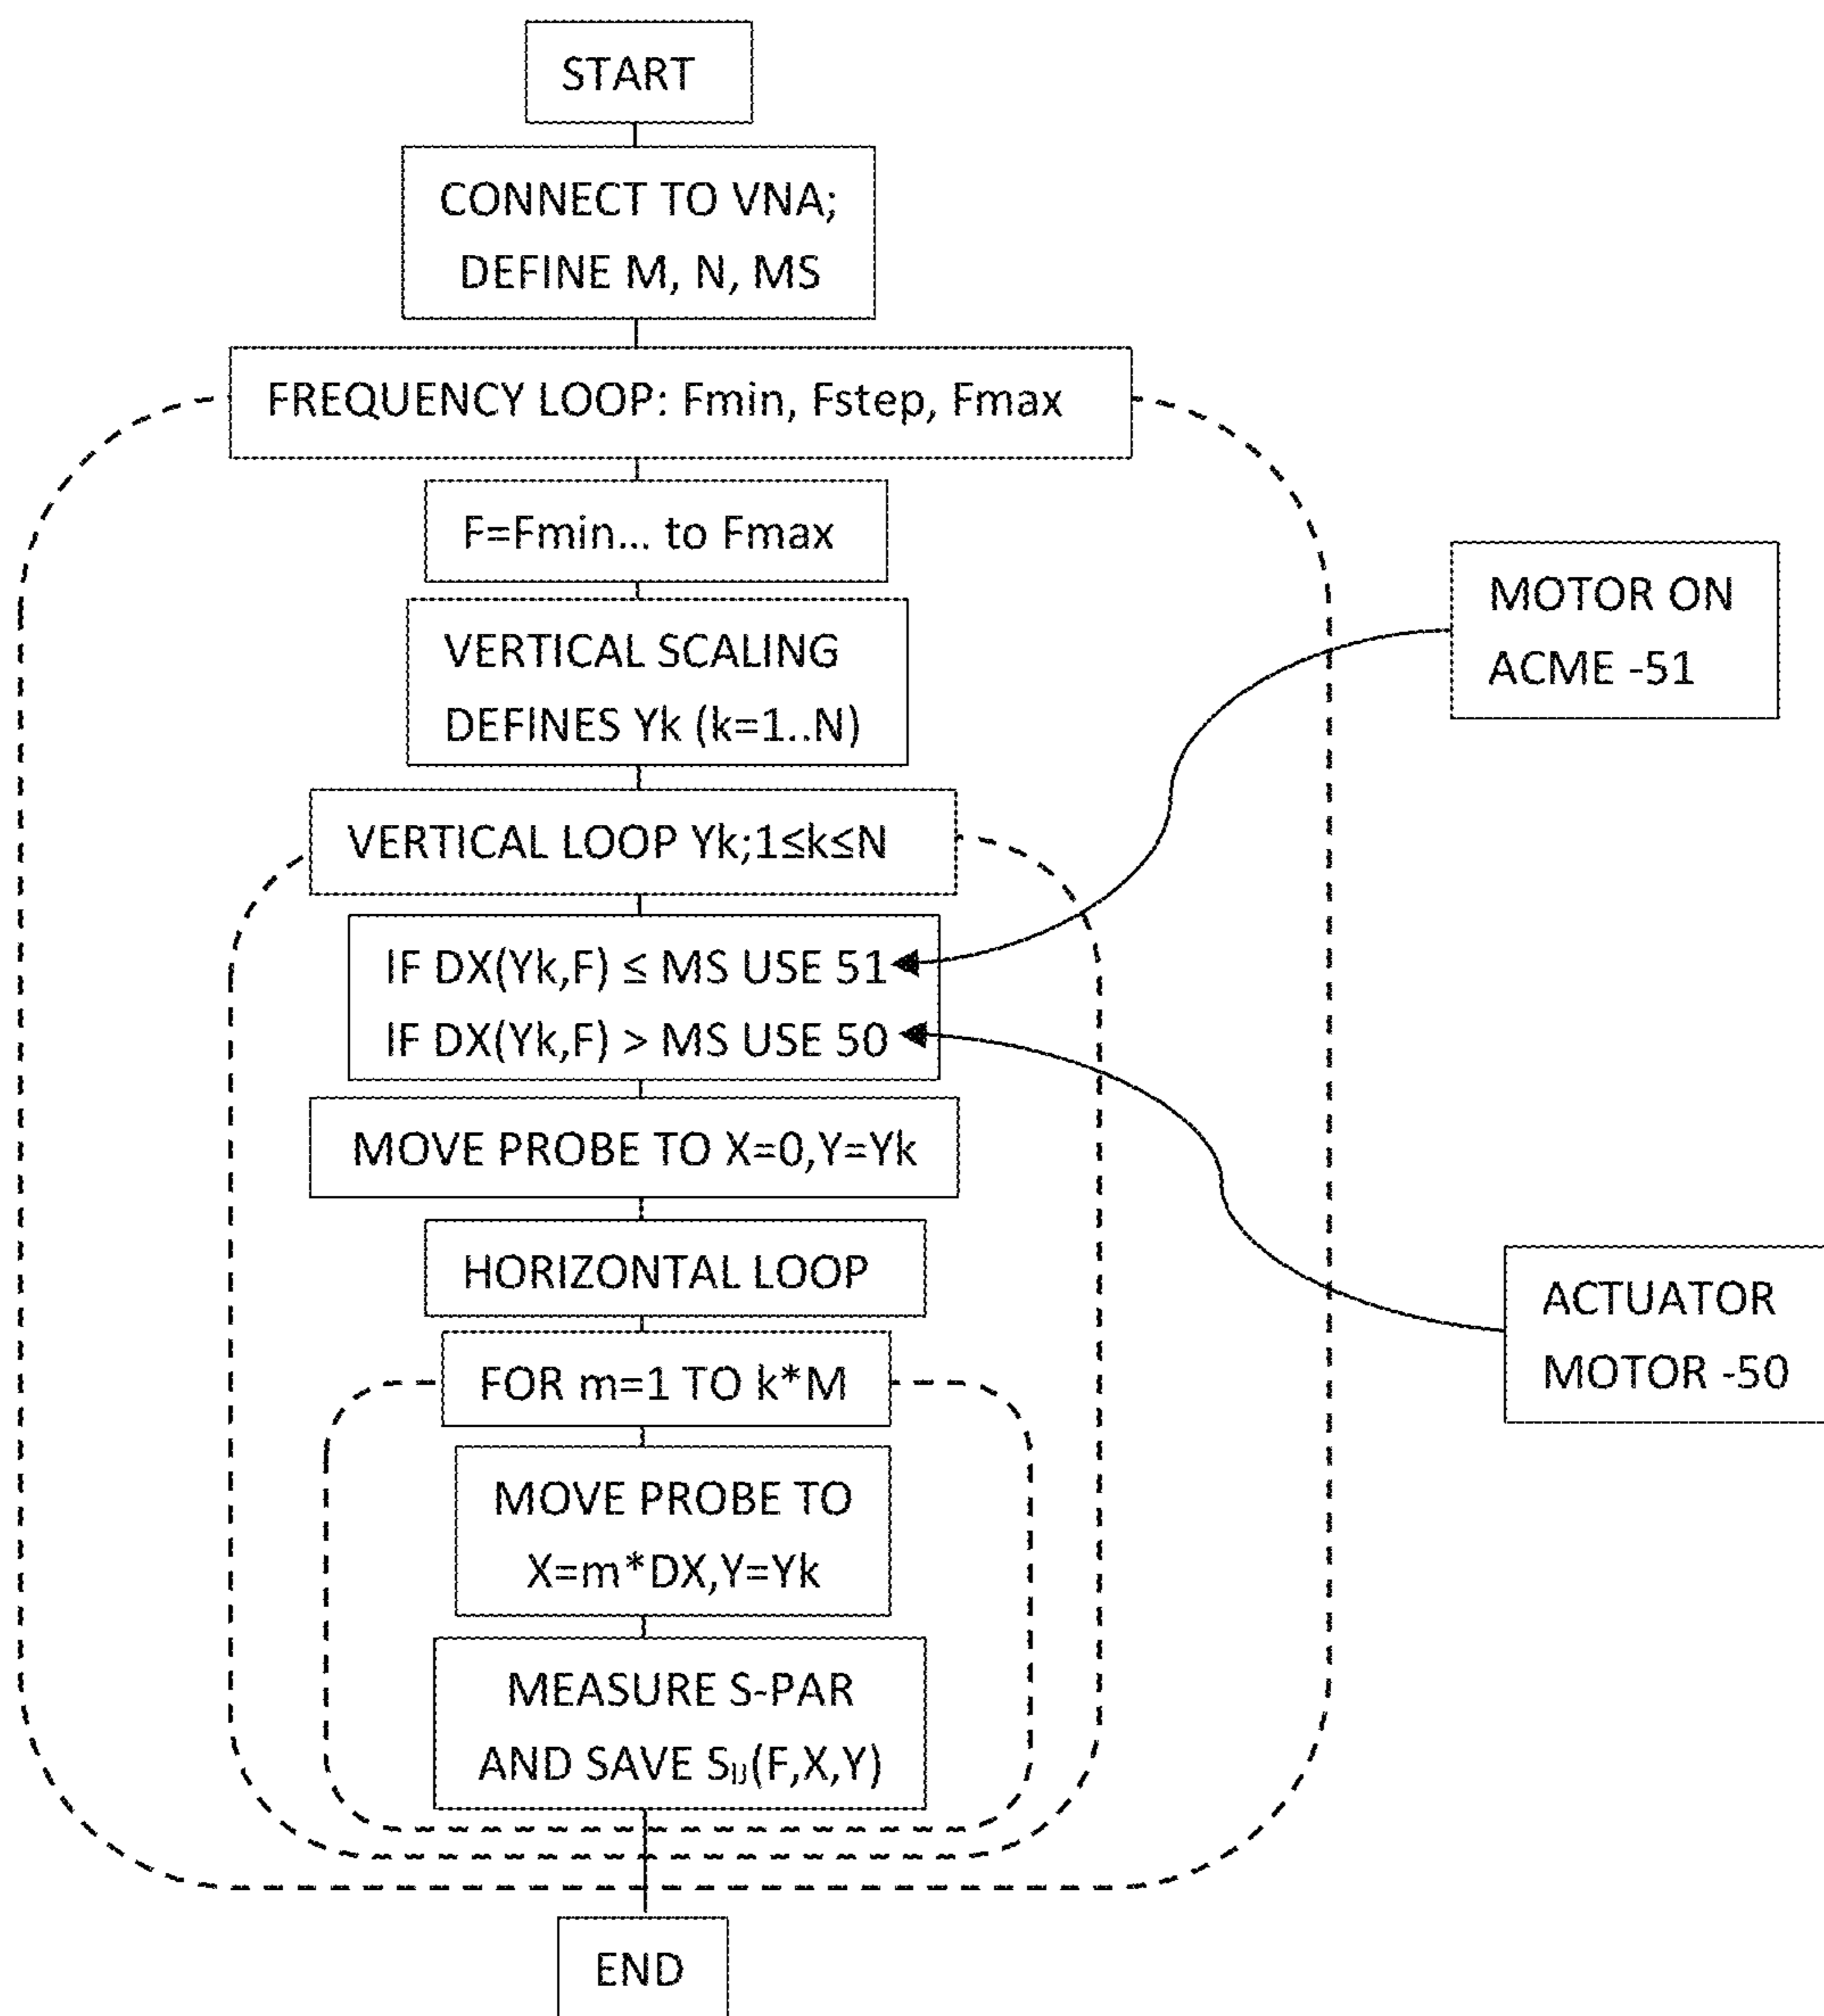 START
CONNECT TO VNA;
DEFINE M, N, MS
FREQUENCY LOOP: Fmin, Fstep, Fmax
F=Fmin... to Fmax
VERTICAL SCALING
DEFINES Yk (k=1..N)
MOTOR ON
ACME -51
VERTICAL LOOP Yk;1≤k≤N
IF DX(Yk,F) ≤ MS USE 51
IF DX(Yk,F) > MS USE 50
MOVE PROBE TO X=0,Y=Yk
HORIZONTAL LOOP
ACTUATOR
MOTOR -50
FOR m=1 TO k*M
MOVE PROBE TO
X=m*DX,Y=Yk
MEASURE S-PAR
AND SAVE SIJ(F,X,Y)
END